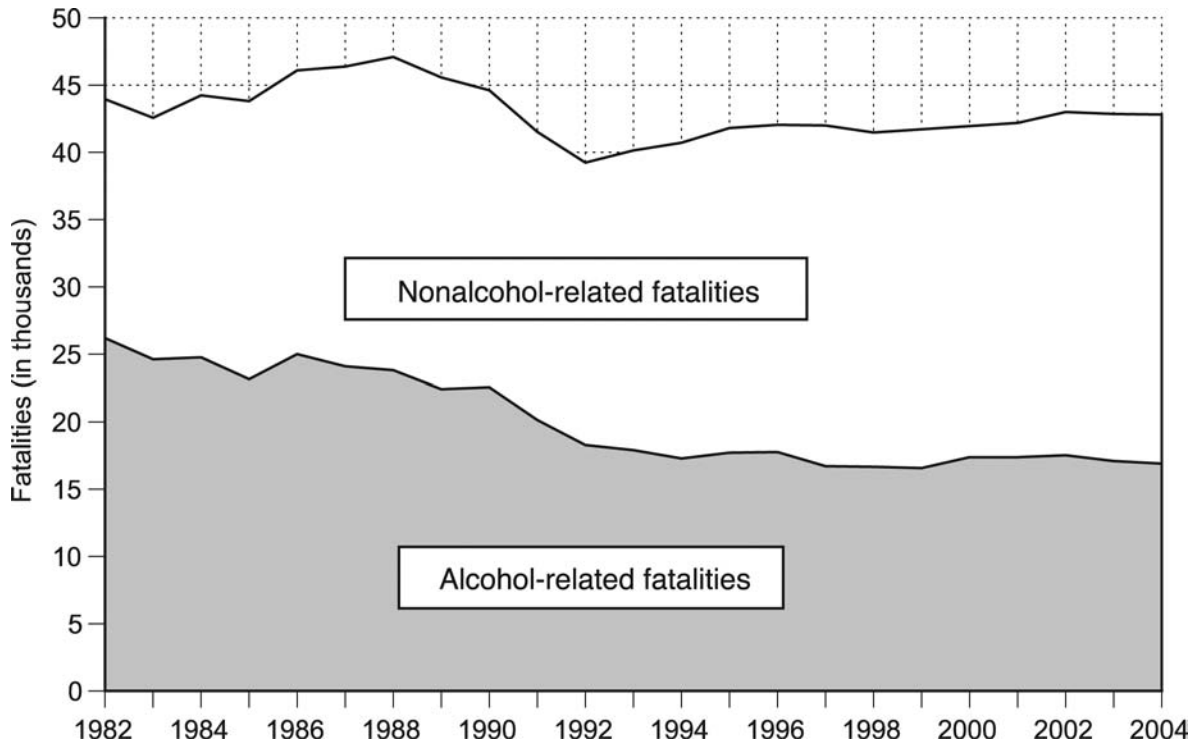 50
45
40
35
30
25
20
15
10
5
0
Fatalities (in thousands)
Nonalcohol-related fatalities
Alcohol-related fatalities
1982 1984 1986 1988 1990 1992 1994 1996 1998 2000 2002 2004